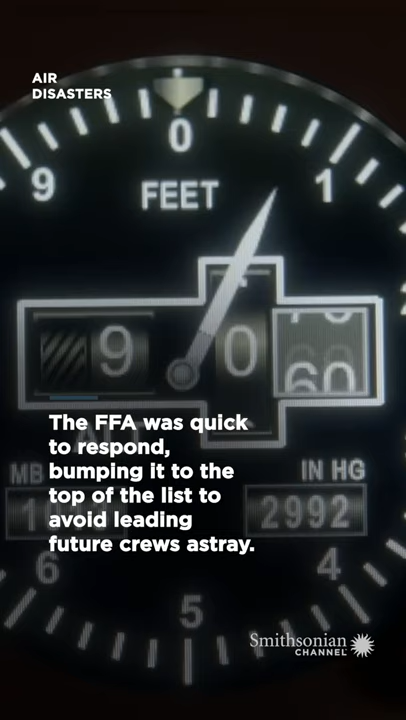 AIR
DISASTERS
0
9
1
FEET
9 0
60
The FFA was quick
to respond,
bumping it to the
top of the list to
avoid leading
future crews astray.
MB
IN HG
2992
6
4
5
Smithsonian
CHANNEL